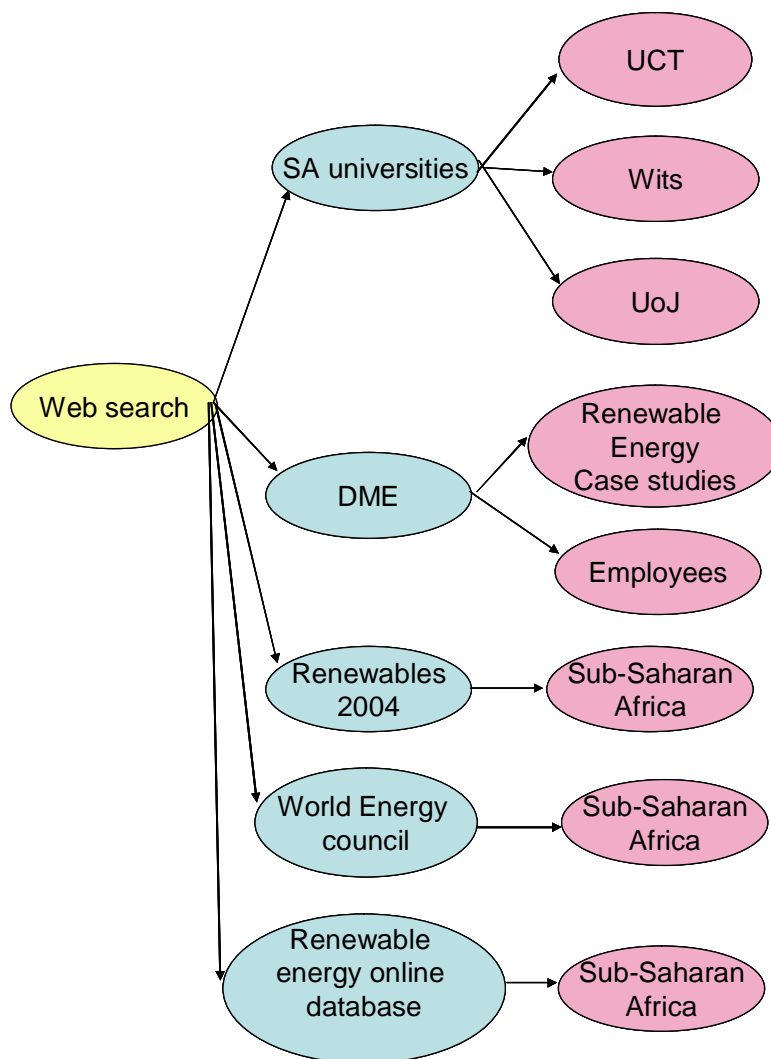 UCT
SA universities
Wits
UoJ
Web search
Renewable
Energy
Case studies
DME
Employees
Renewables
2004
Sub-Saharan
Africa
World Energy
council
Sub-Saharan
Africa
Renewable
energy online
database
Sub-Saharan
Africa